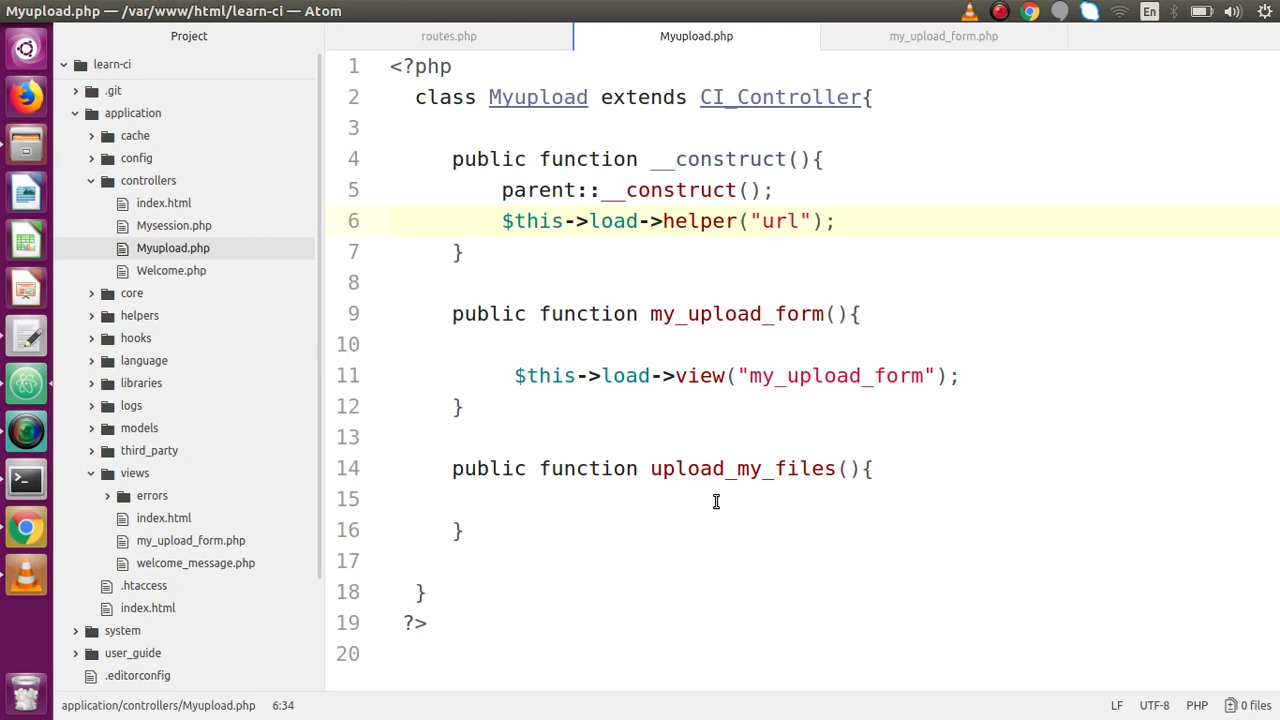 Myupload.php — /var/www/html/learn-ci — Atom
En
Project
learn-ci
.git
application
cache
config
controllers
index.html
Mysession.php
Myupload.php
Welcome.php
core
helpers
hooks
language
libraries
logs
models
third_party
views
errors
index.html
my_upload_form.php
welcome_message.php
.htaccess
index.html
system
user_guide
.editorconfig
routes.php
Myupload.php
my_upload_form.php
1 <?php
2 class Myupload extends CI_Controller{
3
4 public function __construct(){
5 parent::__construct();
6 $this->load->helper("url");
7 }
8
9 public function my_upload_form(){
10
11 $this->load->view("my_upload_form");
12 }
13
14 public function upload_my_files(){
15
16 }
17
18 }
19 ?>
20
application/controllers/Myupload.php 6:34 LF UTF-8 PHP 0 files